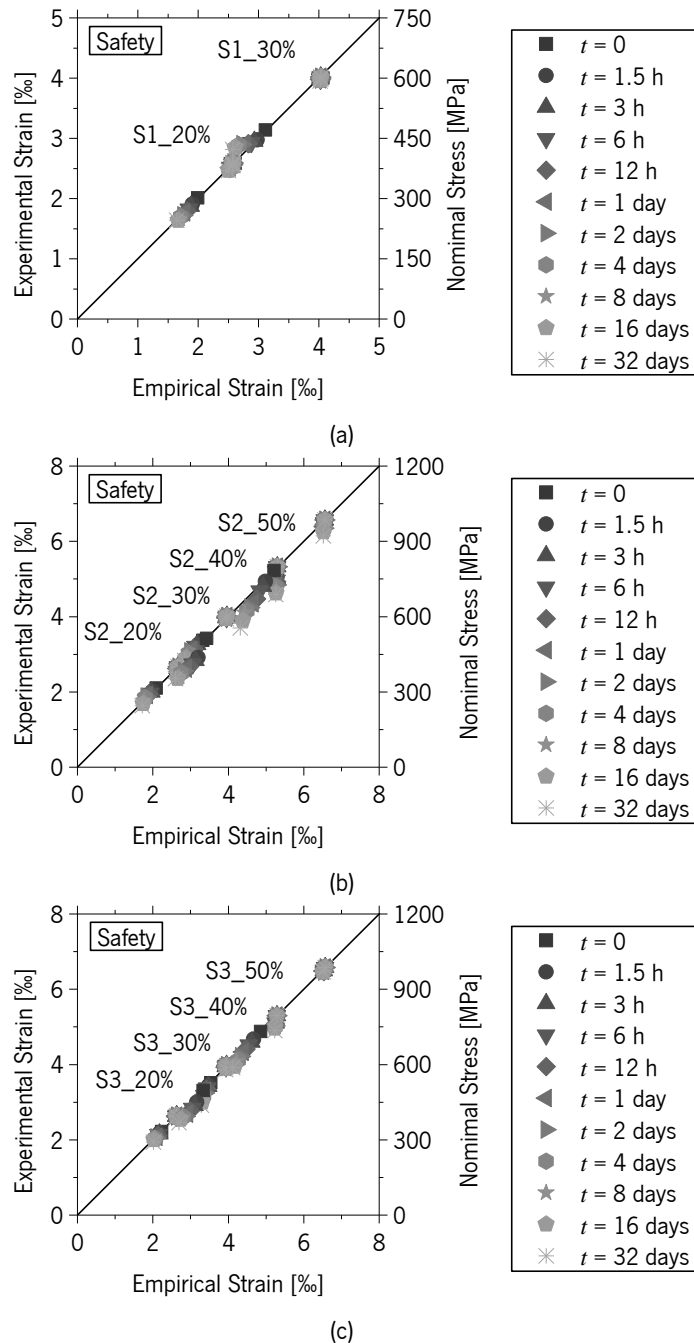 Safety
S1_30%
S1_20%
5
4
3
2
1
0
0 1 2 3 4 5
750
600
450
300
150
0
Experimental Strain [‰]
Empirical Strain [‰]
Nomimal Stress [MPa]
t = 0
t = 1.5 h
t = 3 h
t = 6 h
t = 12 h
t = 1 day
t = 2 days
t = 4 days
t = 8 days
t = 16 days
t = 32 days
(a)
Safety
S2_50%
S2_40%
S2_30%
S2_20%
8
6
4
2
0
0 2 4 6 8
1200
900
600
300
0
Experimental Strain [‰]
Empirical Strain [‰]
Nomimal Stress [MPa]
t = 0
t = 1.5 h
t = 3 h
t = 6 h
t = 12 h
t = 1 day
t = 2 days
t = 4 days
t = 8 days
t = 16 days
t = 32 days
(b)
Safety
S3_50%
S3_40%
S3_30%
S3_20%
8
6
4
2
0
0 2 4 6 8
1200
900
600
300
0
Experimental Strain [‰]
Empirical Strain [‰]
Nomimal Stress [MPa]
t = 0
t = 1.5 h
t = 3 h
t = 6 h
t = 12 h
t = 1 day
t = 2 days
t = 4 days
t = 8 days
t = 16 days
t = 32 days
(c)